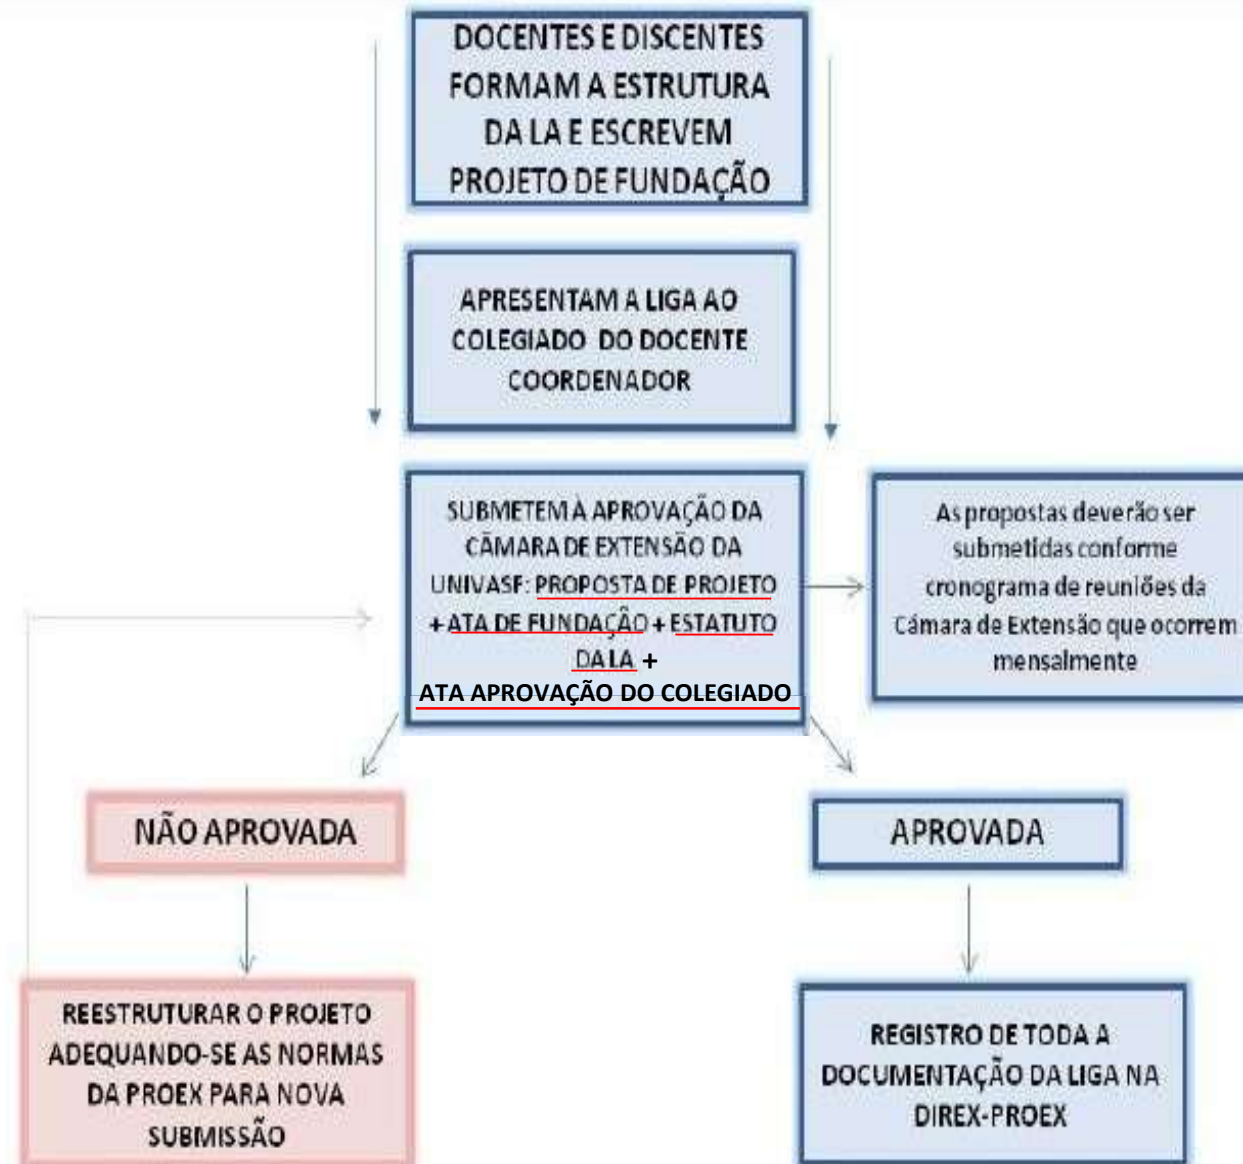 DOCENTES E DISCENTES
FORMAM A ESTRUTURA
DA LA E ESCREVEM
PROJETO DE FUNDAÇÃO
APRESENTAM A LIGA AO
COLEGIADO DO DOCENTE
COORDENADOR
SUBMETEM À APROVAÇÃO DA
CÂMARA DE EXTENSÃO DA
UNIVASF: PROPOSTA DE PROJETO
+ ATA DE FUNDAÇÃO + ESTATUTO
DA LA +
ATA APROVAÇÃO DO COLEGIADO
As propostas deverão ser
submetidas conforme
cronograma de reuniões da
Câmara de Extensão que ocorrem
mensalmente
NÃO APROVADA
APROVADA
REESTRUTURAR O PROJETO
ADEQUANDO-SE AS NORMAS
DA PROEX PARA NOVA
SUBMISSÃO
REGISTRO DE TODA A
DOCUMENTAÇÃO DA LIGA NA
DIREX-PROEX